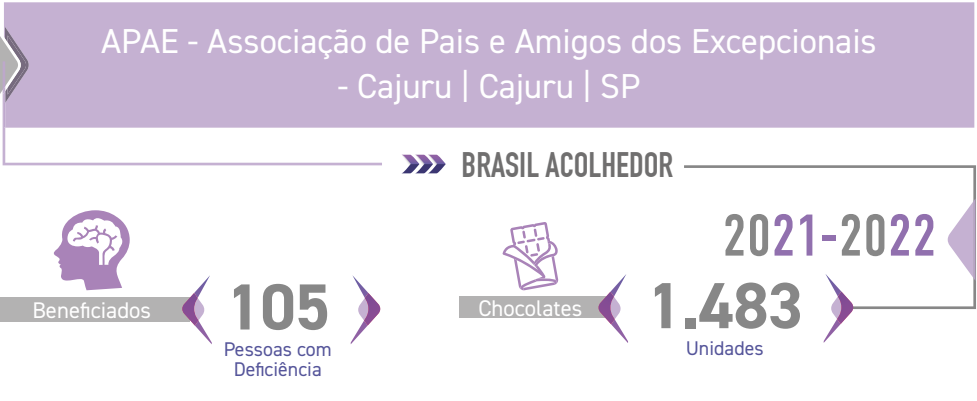 APAE - Associação de Pais e Amigos dos Excepcionais
- Cajuru | Cajuru | SP
BRASIL ACOLHEDOR
2021-2022
Beneficiados
105
Pessoas com
Deficiência
Chocolates
1.483
Unidades